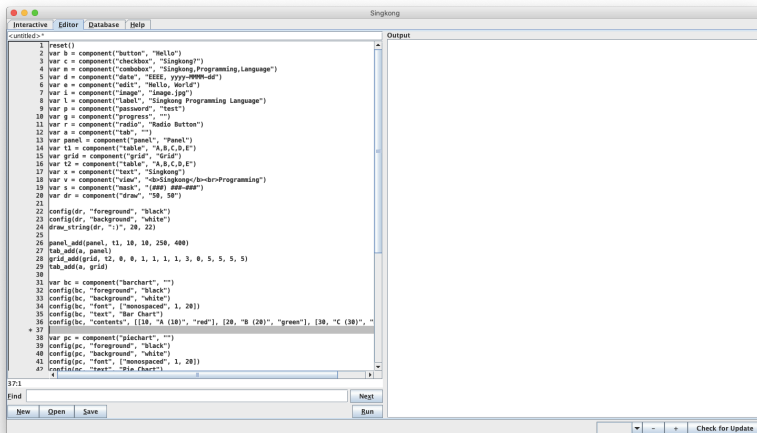 Singkong
Interactive Editor Database Help
<untitled>*
Output
1 reset()
2 var b = component("button", "Hello")
3 var c = component("checkbox", "Singkong?")
4 var m = component("combobox", "Singkong,Programming,Language")
5 var d = component("date", "EEEE, yyyy-MMMM-dd")
6 var e = component("edit", "Hello, World")
7 var i = component("image", "image.jpg")
8 var l = component("label", "Singkong Programming Language")
9 var p = component("password", "test")
10 var g = component("progress", "")
11 var r = component("radio", "Radio Button")
12 var a = component("tab", "")
13 var panel = component("panel", "Panel")
14 var t1 = component("table", "A,B,C,D,E")
15 var grid = component("grid", "Grid")
16 var t2 = component("table", "A,B,C,D,E")
17 var x = component("text", "Singkong")
18 var v = component("view", "<b>Singkong</b><br>Programming")
19 var s = component("mask", "(###) ###-###")
20 var dr = component("draw", "50, 50")
21
22 config(dr, "foreground", "black")
23 config(dr, "background", "white")
24 draw_string(dr, ":)", 20, 22)
25
26 panel_add(panel, t1, 10, 10, 250, 400)
27 tab_add(a, panel)
28 grid_add(grid, t2, 0, 0, 1, 1, 1, 1, 3, 0, 5, 5, 5, 5)
29 tab_add(a, grid)
30
31 var bc = component("barchart", "")
32 config(bc, "foreground", "black")
33 config(bc, "background", "white")
34 config(bc, "font", ["monospaced", 1, 20])
35 config(bc, "text", "Bar Chart")
36 config(bc, "contents", [[10, "A (10)", "red"], [20, "B (20)", "green"], [30, "C (30)", "
* 37
38 var pc = component("piechart", "")
39 config(pc, "foreground", "black")
40 config(pc, "background", "white")
41 config(pc, "font", ["monospaced", 1, 20])
42 config(pc, "text", "Pie Chart")
37:1
Find Next
New Open Save Run
- + Check for Update